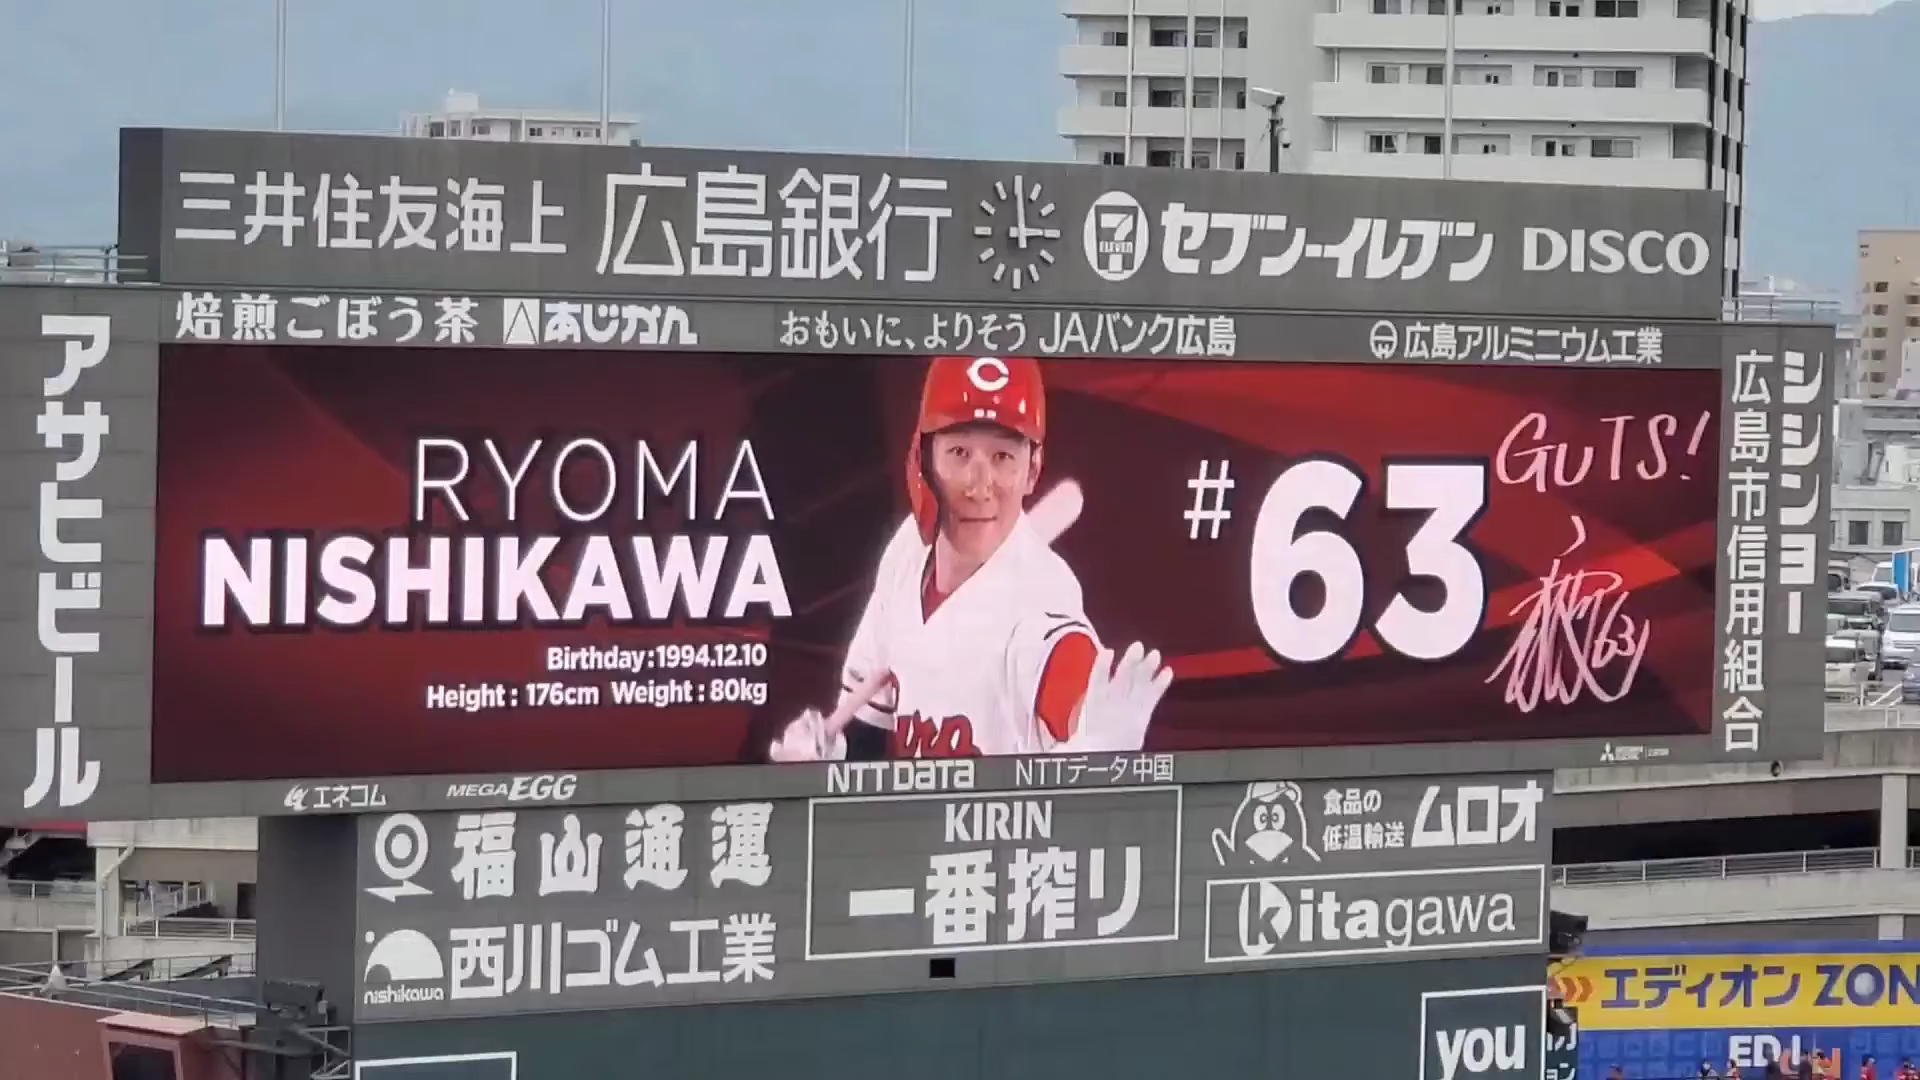 三井住友海上 広島銀行 7 ELEVEN セブン-イレブン DISCO
焙煎ごぼう茶 あじかん おもいに、よりそう JAバンク広島 広島アルミニウム工業
アサヒビール
RYOMA
NISHIKAWA
Birthday:1994.12.10
Height: 176cm Weight: 80kg
C
#63
GUTS!
63
シシンヨー
広島市信用組合
エネコム MEGA EGG NTT DATA NTTデータ中国
福山通運
西川ゴム工業
nishikawa
KIRIN
一番搾り
食品の
低温輸送 ムロオ
kitagawa
エディオン ZON
EDI
you